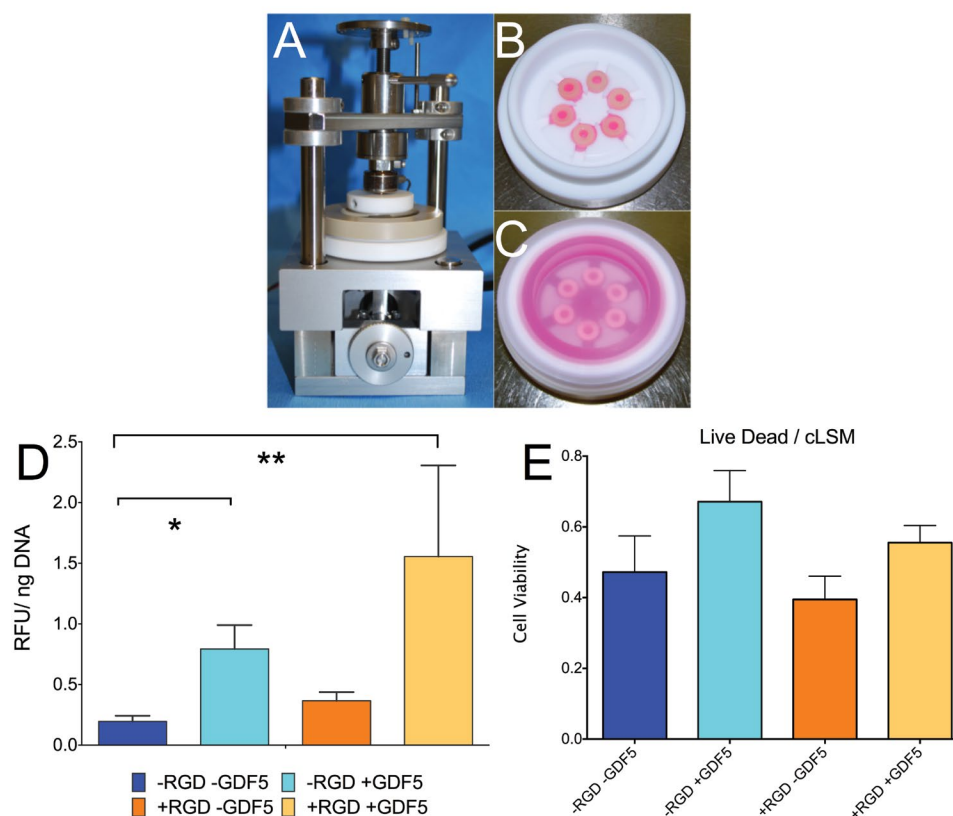 A
B
C
D
2.5
2.0
1.5
1.0
0.5
0.0
RFU/ ng DNA
**
*
-RGD -GDF5
-RGD +GDF5
+RGD -GDF5
+RGD +GDF5
E
Live Dead / cLSM
0.8
0.6
0.4
0.2
0.0
Cell Viability
-RGD -GDF5
-RGD +GDF5
+RGD -GDF5
+RGD +GDF5